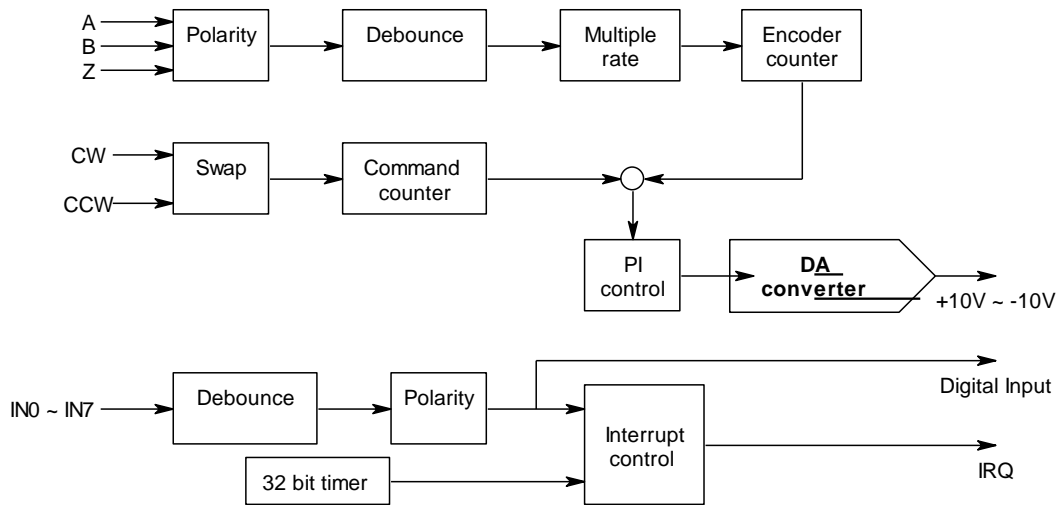 A
B
Z
Polarity
Debounce
Multiple
rate
Encoder
counter
CW
CCW
Swap
Command
counter
PI
control
DA
converter
+10V ~ -10V
IN0 ~ IN7
Debounce
Polarity
Digital Input
Interrupt
control
32 bit timer
IRQ